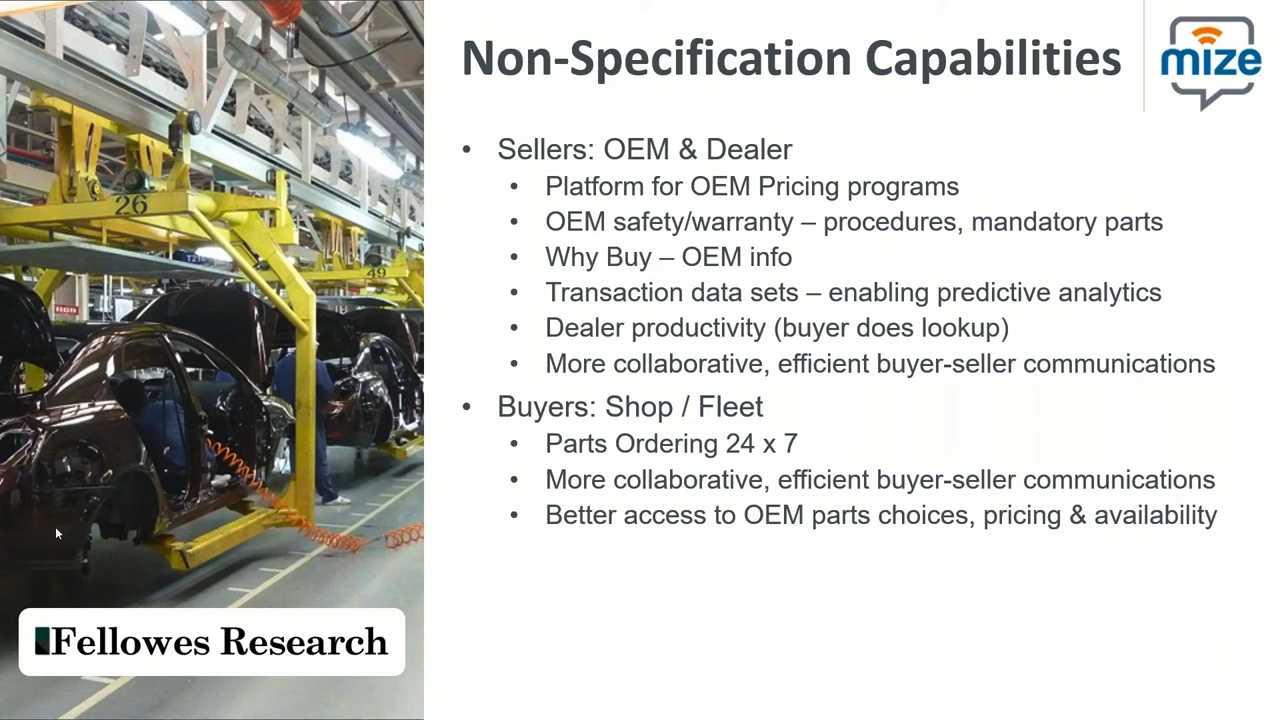 Non-Specification Capabilities
mize
• Sellers: OEM & Dealer
• Platform for OEM Pricing programs
• OEM safety/warranty – procedures, mandatory parts
• Why Buy – OEM info
• Transaction data sets – enabling predictive analytics
• Dealer productivity (buyer does lookup)
• More collaborative, efficient buyer-seller communications
• Buyers: Shop / Fleet
• Parts Ordering 24 x 7
• More collaborative, efficient buyer-seller communications
• Better access to OEM parts choices, pricing & availability
26
49
Fellowes Research